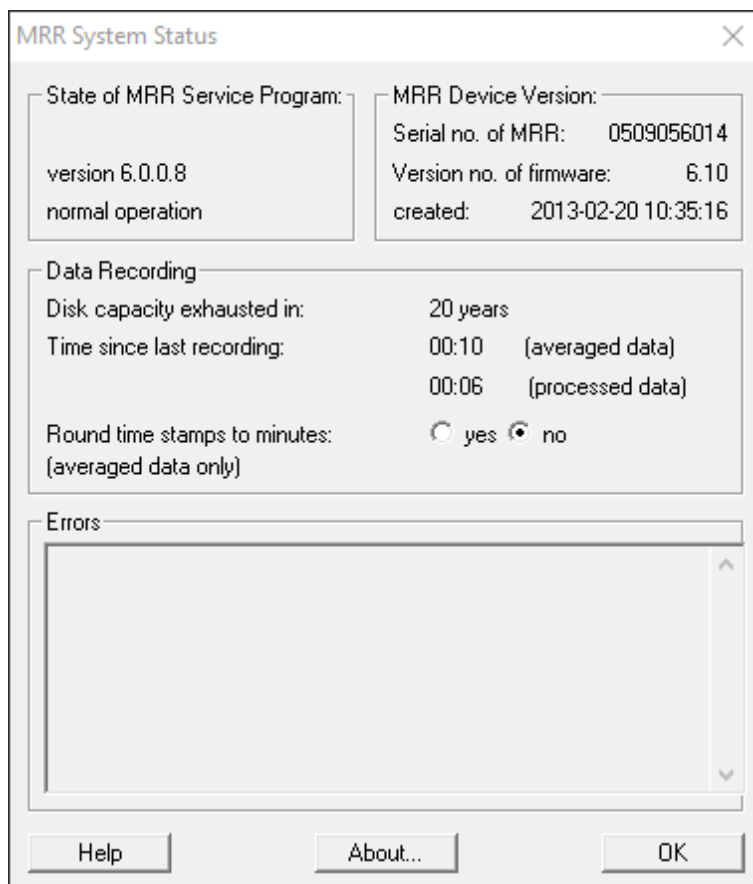 MRR System Status
State of MRR Service Program:
version 6.0.0.8
normal operation
MRR Device Version:
Serial no. of MRR: 0509056014
Version no. of firmware: 6.10
created: 2013-02-20 10:35:16
Data Recording
Disk capacity exhausted in: 20 years
Time since last recording: 00:10 (averaged data)
00:06 (processed data)
Round time stamps to minutes: yes no
(averaged data only)
Errors
Help About... OK